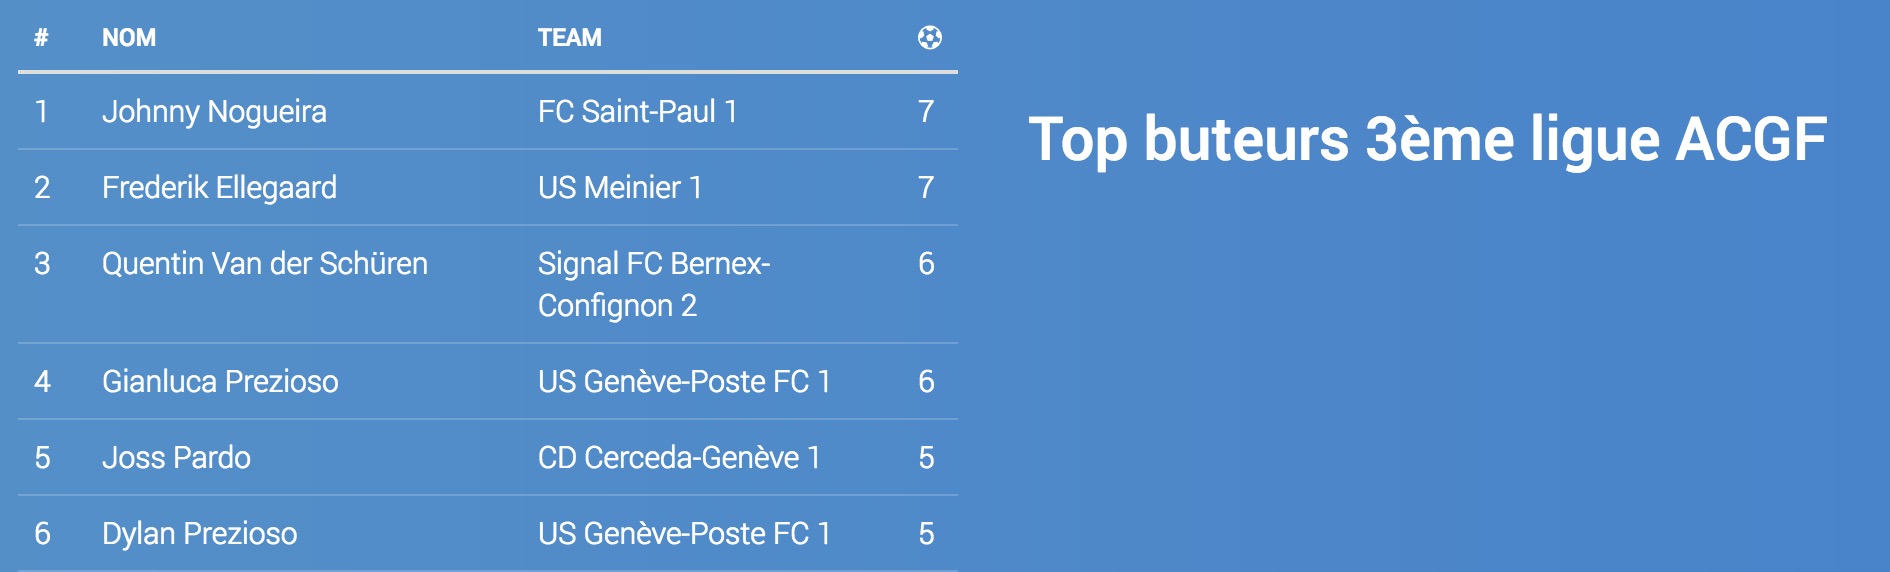 # NOM TEAM ⚽
1 Johnny Nogueira FC Saint-Paul 1 7
2 Frederik Ellegaard US Meinier 1 7
3 Quentin Van der Schüren Signal FC Bernex- 6
Confignon 2
4 Gianluca Prezioso US Genève-Poste FC 1 6
5 Joss Pardo CD Cerceda-Genève 1 5
6 Dylan Prezioso US Genève-Poste FC 1 5
Top buteurs 3ème ligue ACGF